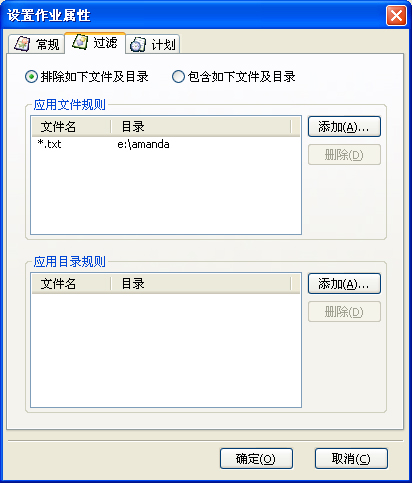 设置作业属性
常规 过滤 计划
排除如下文件及目录 包含如下文件及目录
应用文件规则
文件名 目录
*.txt e:\amanda
添加(A)...
删除(D)
应用目录规则
文件名 目录
添加(A)...
删除(D)
确定(O) 取消(C)